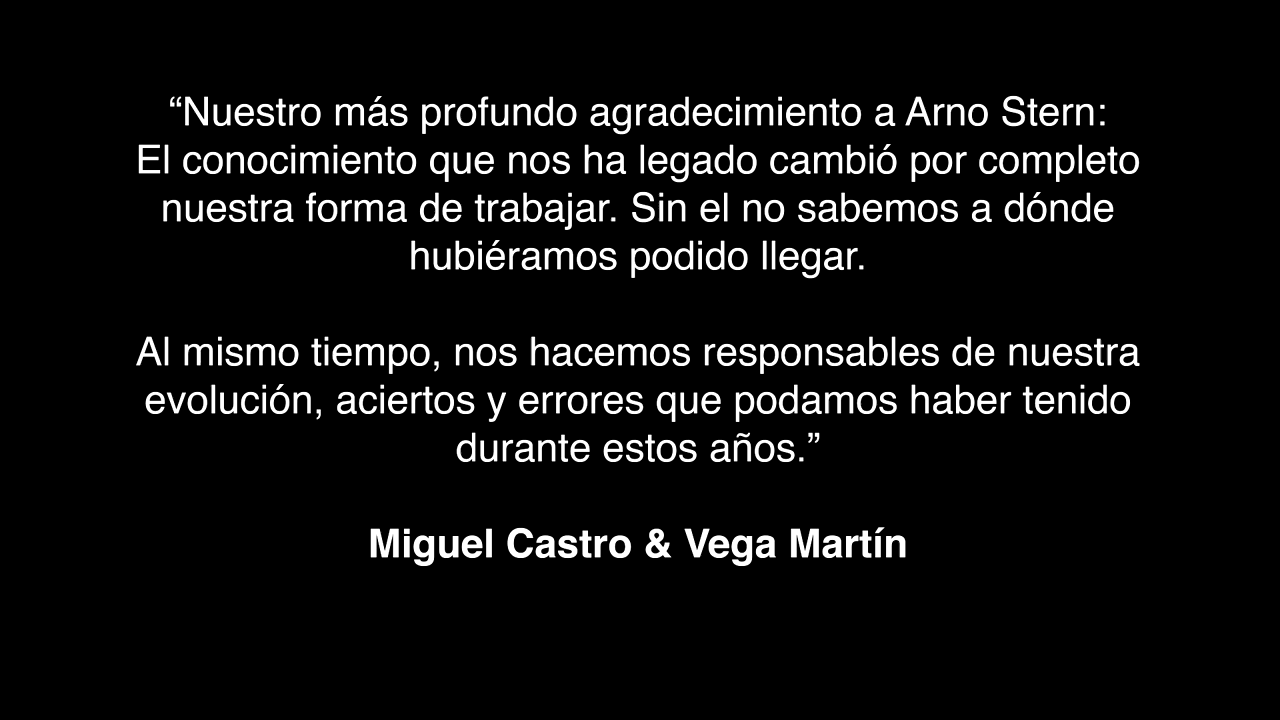 “Nuestro más profundo agradecimiento a Arno Stern:
El conocimiento que nos ha legado cambió por completo
nuestra forma de trabajar. Sin el no sabemos a dónde
hubiéramos podido llegar.
Al mismo tiempo, nos hacemos responsables de nuestra
evolución, aciertos y errores que podamos haber tenido
durante estos años.”
Miguel Castro & Vega Martín